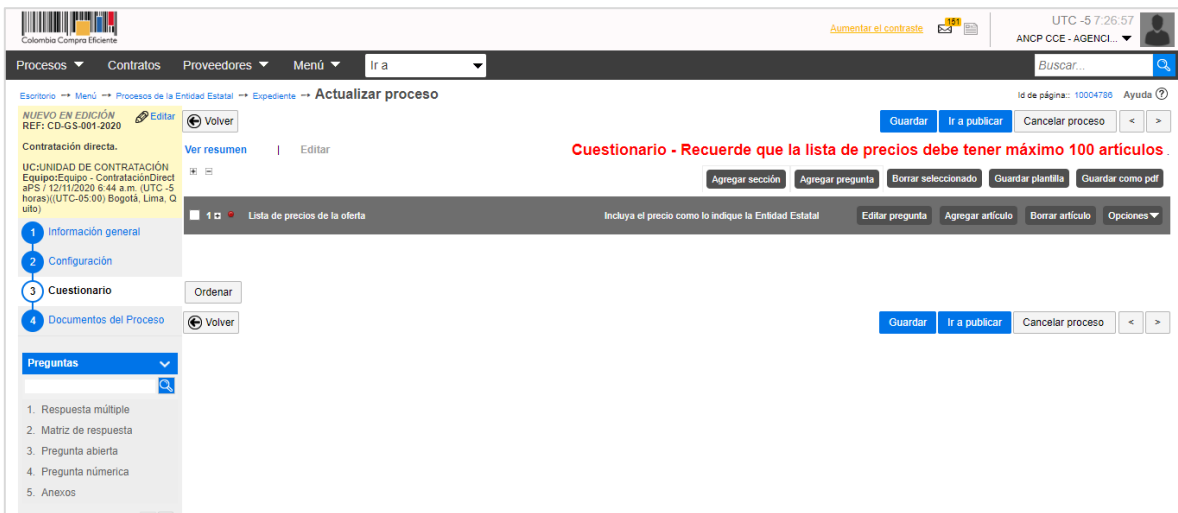 Colombia Compra Eficiente
Aumentar el contraste
151
UTC -5 7:26:57
ANCP CCE - AGENCI...
Procesos
Contratos
Proveedores
Menú
Ir a
Buscar...
Escritorio → Menú → Procesos de la Entidad Estatal → Expediente → Actualizar proceso
Id de página:: 10004786 Ayuda ?
NUEVO EN EDICIÓN
Editar
REF: CD-GS-001-2020
Contratación directa.
UC:UNIDAD DE CONTRATACIÓN
Equipo:Equipo - ContrataciónDirect
aPS / 12/11/2020 6:44 a.m. (UTC -5
horas)((UTC-05:00) Bogotá, Lima, Q
uito)
1 Información general
2 Configuración
3 Cuestionario
4 Documentos del Proceso
Preguntas
1. Respuesta múltiple
2. Matriz de respuesta
3. Pregunta abierta
4. Pregunta númerica
5. Anexos
Volver
Guardar
Ir a publicar
Cancelar proceso
<
>
Ver resumen | Editar
Cuestionario - Recuerde que la lista de precios debe tener máximo 100 articulos.
Agregar sección
Agregar pregunta
Borrar seleccionado
Guardar plantilla
Guardar como pdf
1 Lista de precios de la oferta
Incluya el precio como lo indique la Entidad Estatal
Editar pregunta
Agregar artículo
Borrar artículo
Opciones
Ordenar
Volver
Guardar
Ir a publicar
Cancelar proceso
<
>